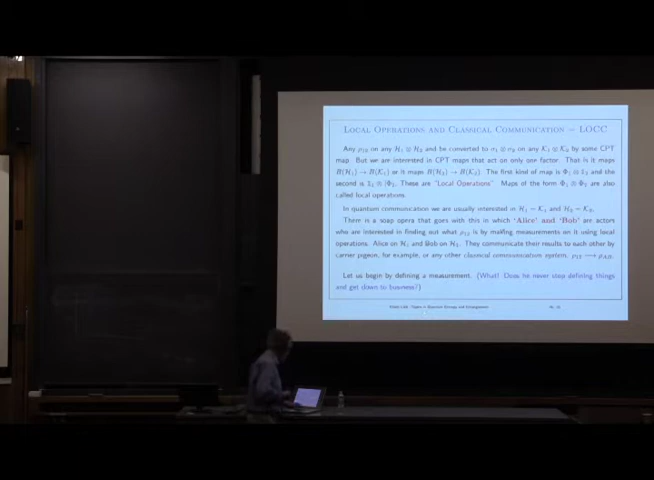 LOCAL OPERATIONS AND CLASSICAL COMMUNICATION − LOCC
Any ρ₁₂ on any H₁ ⊗ H₂ and be converted to σ₁ ⊗ σ₂ on any K₁ ⊗ K₂ by some CPT
map. But we are interested in CPT maps that act on only one factor. That is it maps
B(H₁) → B(K₁) or it maps B(H₂) → B(K₂). The first kind of map is Φ₁ ⊗ 𝟙₂ and the
second is 𝟙₁ ⊗ Φ₂. These are "Local Operations" Maps of the form Φ₁ ⊗ Φ₂ are also
called local operations.
In quantum communication we are usually interested in H₁ = K₁ and H₂ = K₂.
There is a soap opera that goes with this in which 'Alice' and 'Bob' are actors
who are interested in finding out what ρ₁₂ is by making measurements on it using local
operations. Alice on H₁ and Bob on H₂. They communicate their results to each other by
carrier pigeon, for example, or any other classical communication system. ρ₁₂ ⟶ ρ_AB.
Let us begin by defining a measurement. (What! Does he never stop defining things
and get down to business?)